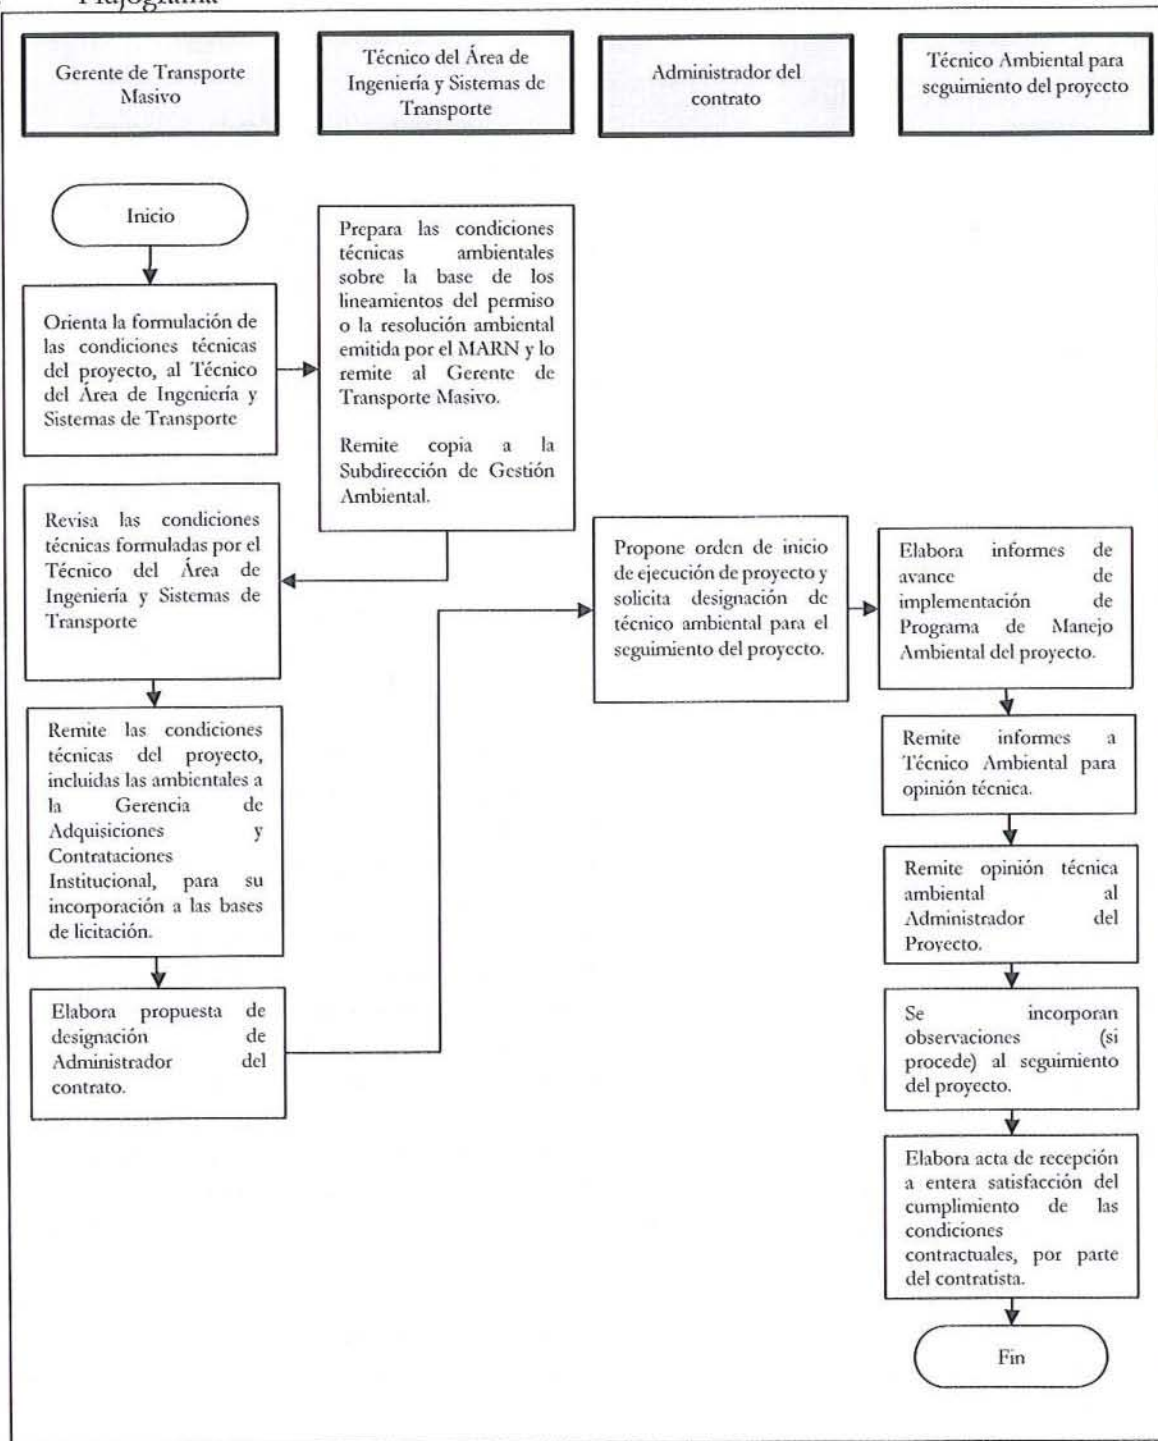 Flujograma
Gerente de Transporte
Masivo
Técnico del Área de
Ingeniería y Sistemas de
Transporte
Administrador del
contrato
Técnico Ambiental para
seguimiento del proyecto
Inicio
Orienta la formulación de
las condiciones técnicas
del proyecto, al Técnico
del Área de Ingeniería y
Sistemas de Transporte
Prepara las condiciones
técnicas ambientales
sobre la base de los
lineamientos del permiso
o la resolución ambiental
emitida por el MARN y lo
remite al Gerente de
Transporte Masivo.
Remite copia a la
Subdirección de Gestión
Ambiental.
Revisa las condiciones
técnicas formuladas por el
Técnico del Área de
Ingeniería y Sistemas de
Transporte
Remite las condiciones
técnicas del proyecto,
incluidas las ambientales a
la Gerencia de
Adquisiciones y
Contrataciones
Institucional, para su
incorporación a las bases
de licitación.
Elabora propuesta de
designación de
Administrador del
contrato.
Propone orden de inicio
de ejecución de proyecto y
solicita designación de
técnico ambiental para el
seguimiento del proyecto.
Elabora informes de
avance de
implementación de
Programa de Manejo
Ambiental del proyecto.
Remite informes a
Técnico Ambiental para
opinión técnica.
Remite opinión técnica
ambiental al
Administrador del
Proyecto.
Se incorporan
observaciones (si
procede) al seguimiento
del proyecto.
Elabora acta de recepción
a entera satisfacción del
cumplimiento de las
condiciones
contractuales, por parte
del contratista.
Fin